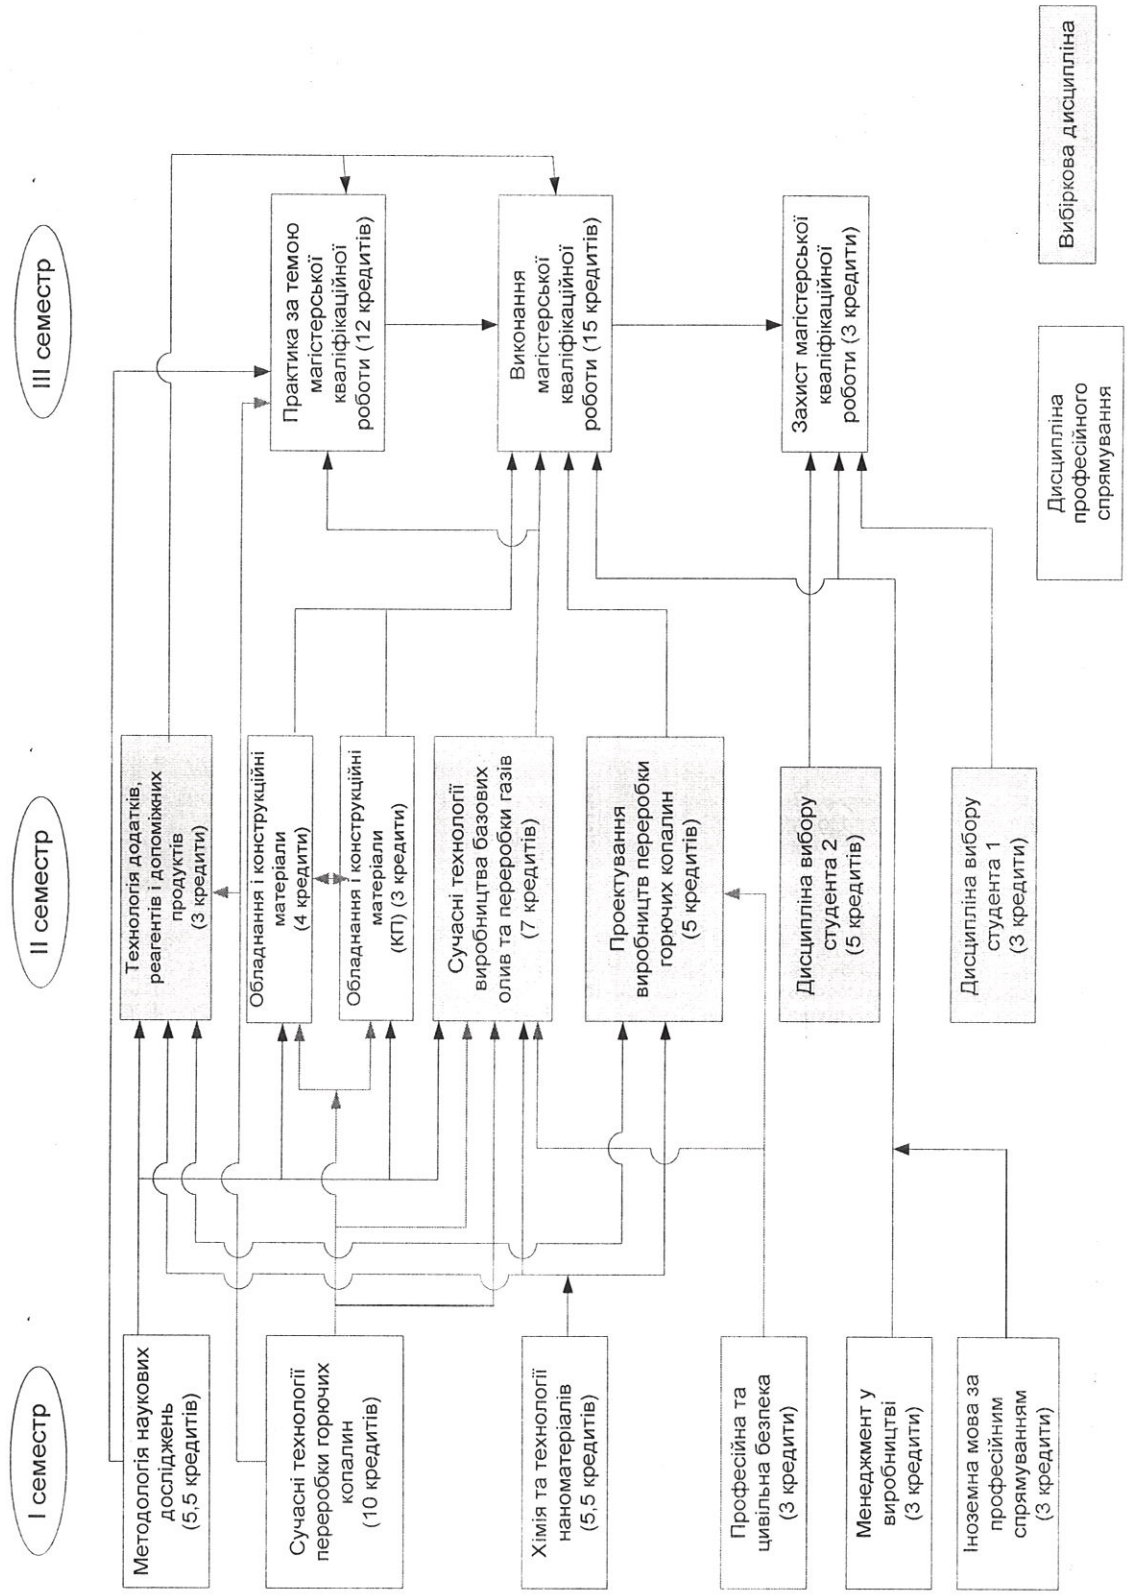 I семестр
II семестр
III семестр
Методологія наукових
досліджень
(5,5 кредитів)
Сучасні технології
переробки горючих
копалин
(10 кредитів)
Хімія та технології
наноматеріалів
(5,5 кредитів)
Професійна та
цивільна безпека
(3 кредити)
Менеджмент у
виробництві
(3 кредити)
Іноземна мова за
професійним
спрямуванням
(3 кредити)
Технологія додатків,
реагентів і допоміжних
продуктів
(3 кредити)
Обладнання і конструкційні
матеріали
(4 кредити)
Обладнання і конструкційні
матеріали
(КП) (3 кредити)
Сучасні технології
виробництва базових
олив та переробки газів
(7 кредитів)
Проектування
виробництв переробки
горючих копалин
(5 кредитів)
Дисципліна вибору
студента 2
(5 кредитів)
Дисципліна вибору
студента 1
(3 кредити)
Практика за темою
магістерської
кваліфікаційної
роботи (12 кредитів)
Виконання
магістерської
кваліфікаційної
роботи (15 кредитів)
Захист магістерської
кваліфікаційної
роботи (3 кредити)
Дисципліна
професійного
спрямування
Вибіркова дисципліна